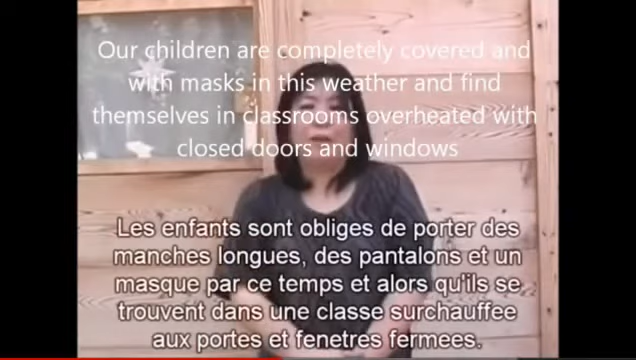 Our children are completely covered and
with masks in this weather and find
themselves in classrooms overheated with
closed doors and windows
Les enfants sont obliges de porter des
manches longues, des pantalons et un
masque par ce temps et alors qu'ils se
trouvent dans une classe surchauffee
aux portes et fenetres fermees.